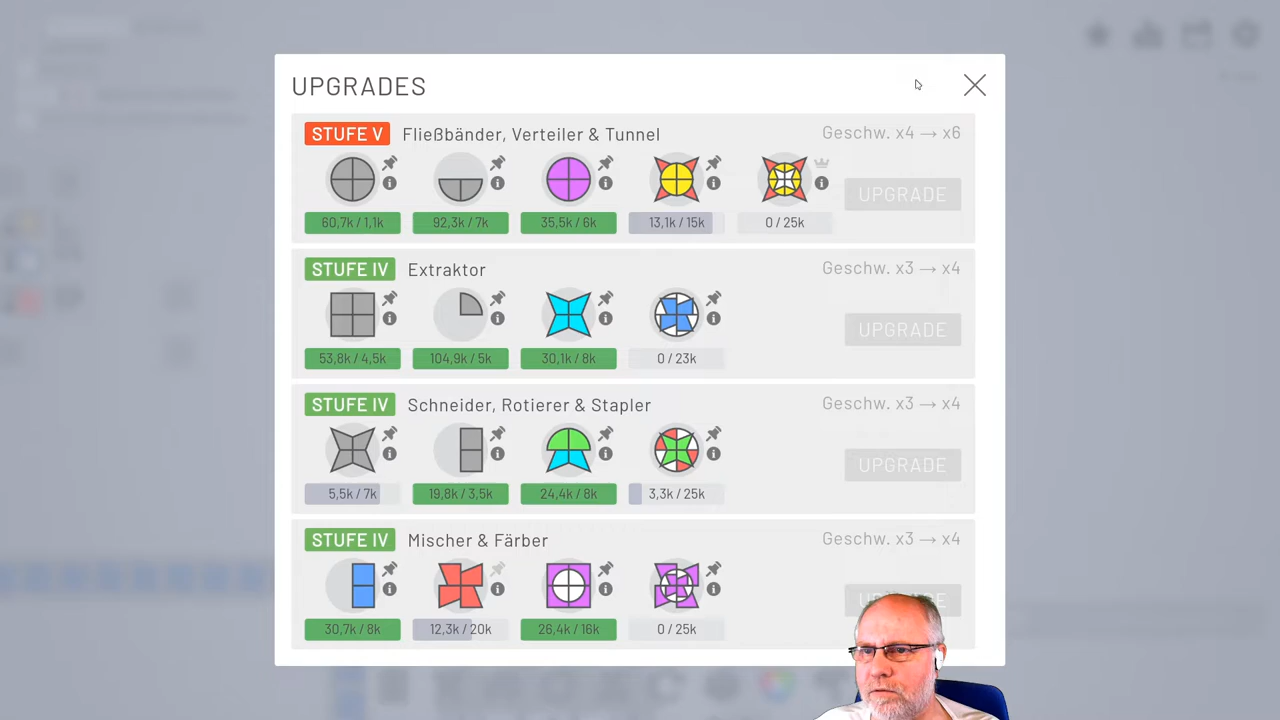 UPGRADES
STUFE V Fließbänder, Verteiler & Tunnel Geschw. x4 → x6
60,7k / 1,1k 92,3k / 7k 35,5k / 6k 13,1k / 15k 0 / 25k UPGRADE
STUFE IV Extraktor Geschw. x3 → x4
53,8k / 4,5k 104,9k / 5k 30,1k / 8k 0 / 23k UPGRADE
STUFE IV Schneider, Rotierer & Stapler Geschw. x3 → x4
5,5k / 7k 19,8k / 3,5k 24,4k / 8k 3,3k / 25k UPGRADE
STUFE IV Mischer & Färber Geschw. x3 → x4
30,7k / 8k 12,3k / 20k 26,4k / 16k 0 / 25k